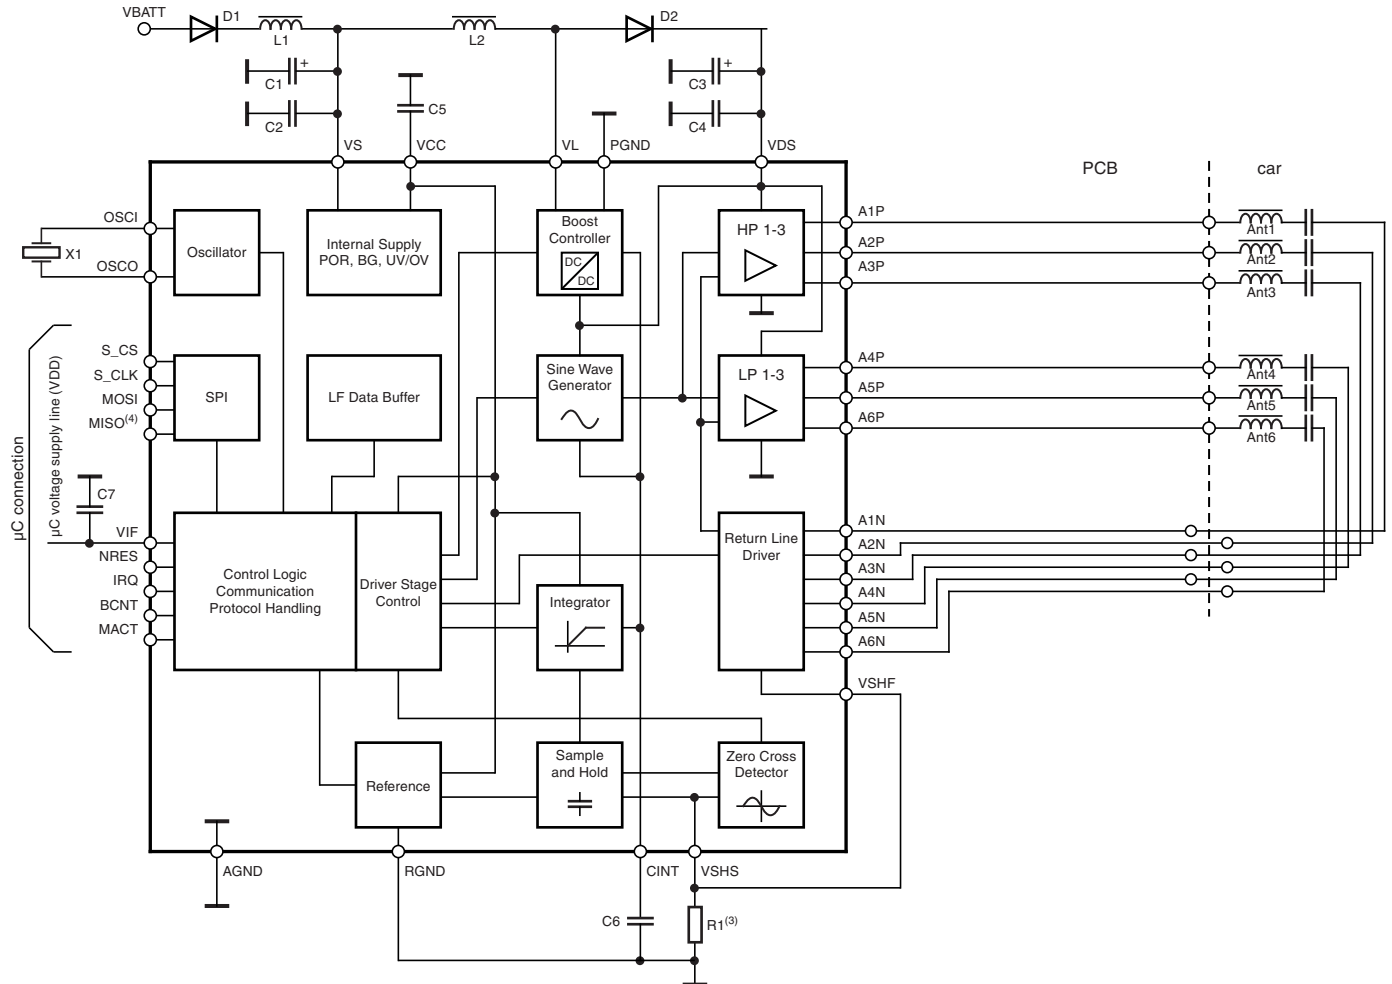 VBATT
D1
L1
L2
D2
C1
+
C2
C5
C3
+
C4
VS
VCC
VL
PGND
VDS
PCB
car
OSCI
X1
OSCO
Oscillator
Internal Supply
POR, BG, UV/OV
Boost
Controller
DC
DC
HP 1-3
A1P
A2P
A3P
Ant1
Ant2
Ant3
µC connection
µC voltage supply line (VDD)
S_CS
S_CLK
MOSI
MISO(4)
SPI
LF Data Buffer
Sine Wave
Generator
LP 1-3
A4P
A5P
A6P
Ant4
Ant5
Ant6
C7
VIF
NRES
IRQ
BCNT
MACT
Control Logic
Communication
Protocol Handling
Driver Stage
Control
Integrator
Return Line
Driver
A1N
A2N
A3N
A4N
A5N
A6N
VSHF
Reference
Sample
and Hold
Zero Cross
Detector
AGND
RGND
CINT
VSHS
C6
R1(3)